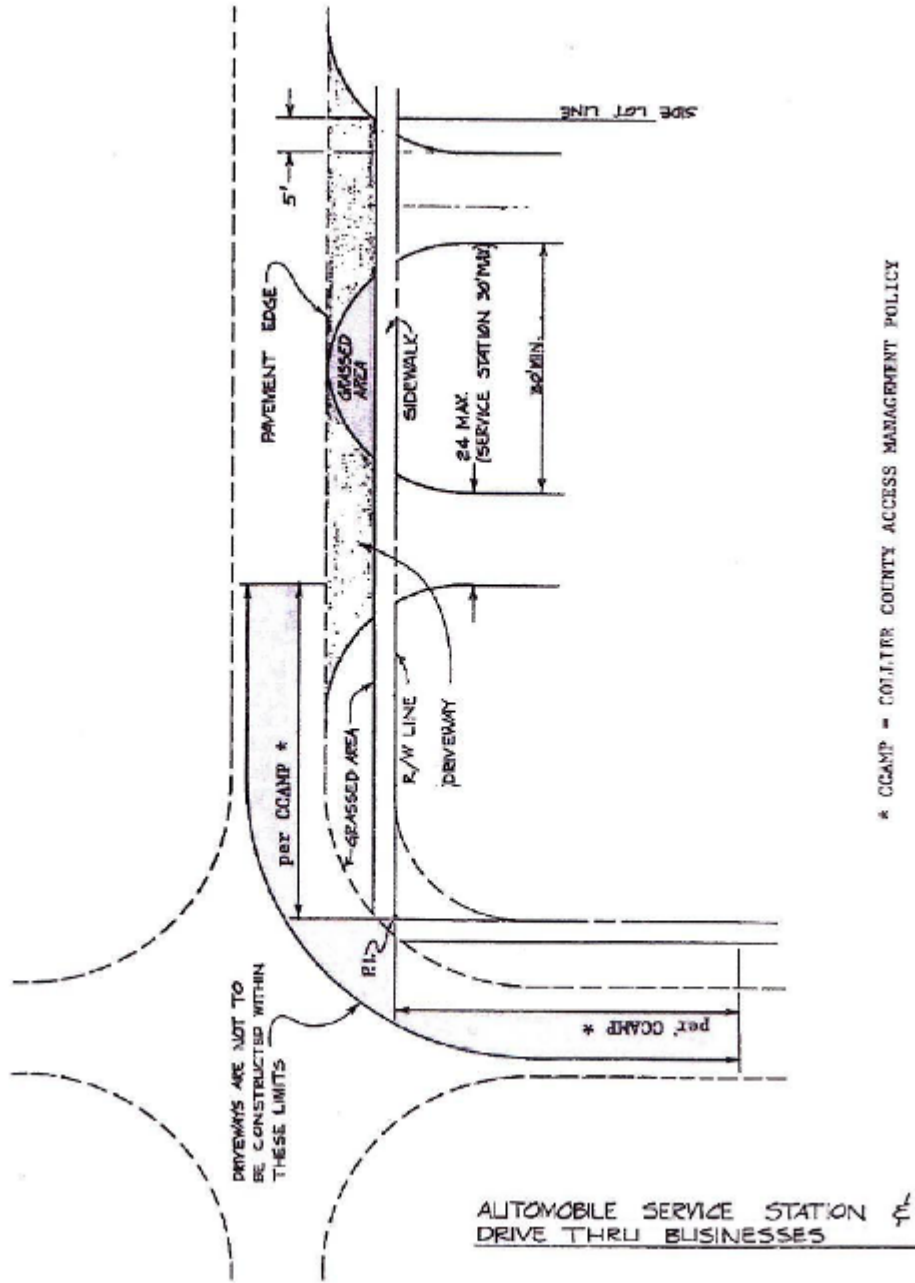 SIDE LOT LINE
5'
PAVEMENT EDGE
GRASSED
AREA
SIDEWALK
24 MAX.
(SERVICE STATION 30' MAX)
30' MIN.
per CCAMP *
GRASSED AREA
R/W LINE
DRIVEWAY
P.I.
DRIVEWAYS ARE NOT TO
BE CONSTRUCTED WITHIN
THESE LIMITS
per CCAMP *
* CCAMP = COLLIER COUNTY ACCESS MANAGEMENT POLICY
AUTOMOBILE SERVICE STATION &
DRIVE THRU BUSINESSES